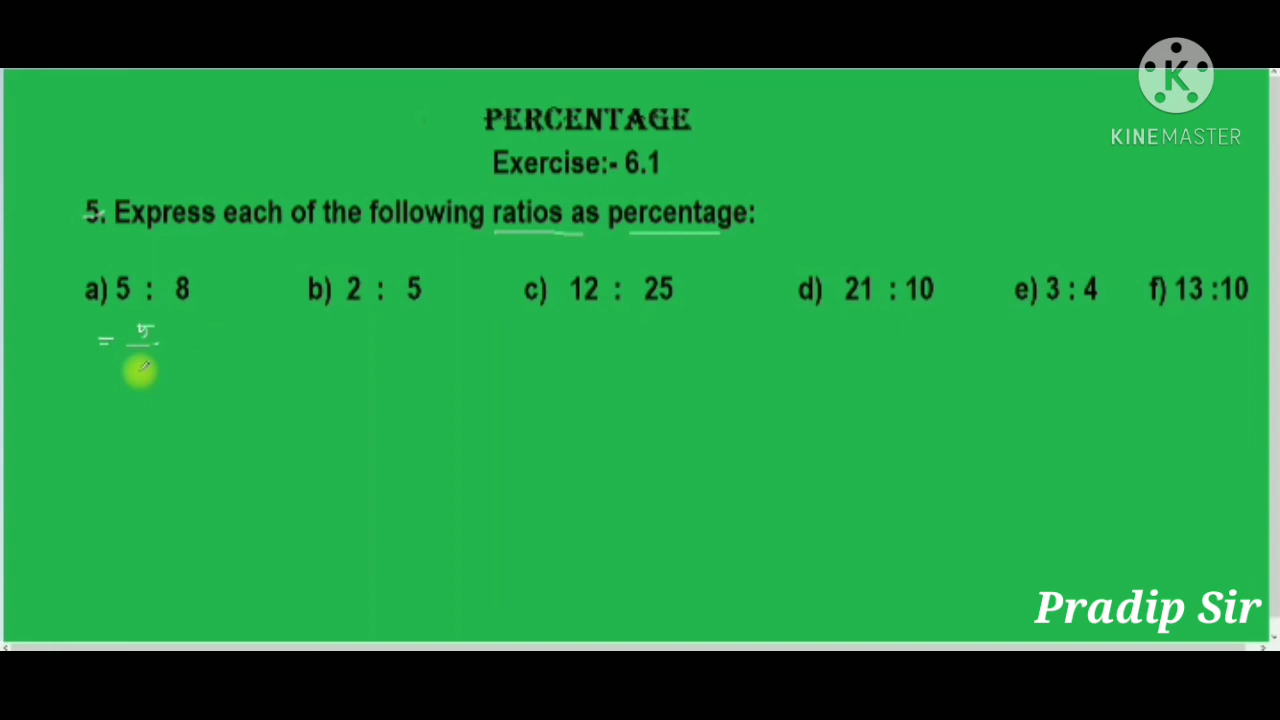 KINEMASTER
PERCENTAGE
Exercise:- 6.1
5. Express each of the following ratios as percentage:
a) 5 : 8 b) 2 : 5 c) 12 : 25 d) 21 : 10 e) 3 : 4 f) 13 :10
= 5
Pradip Sir